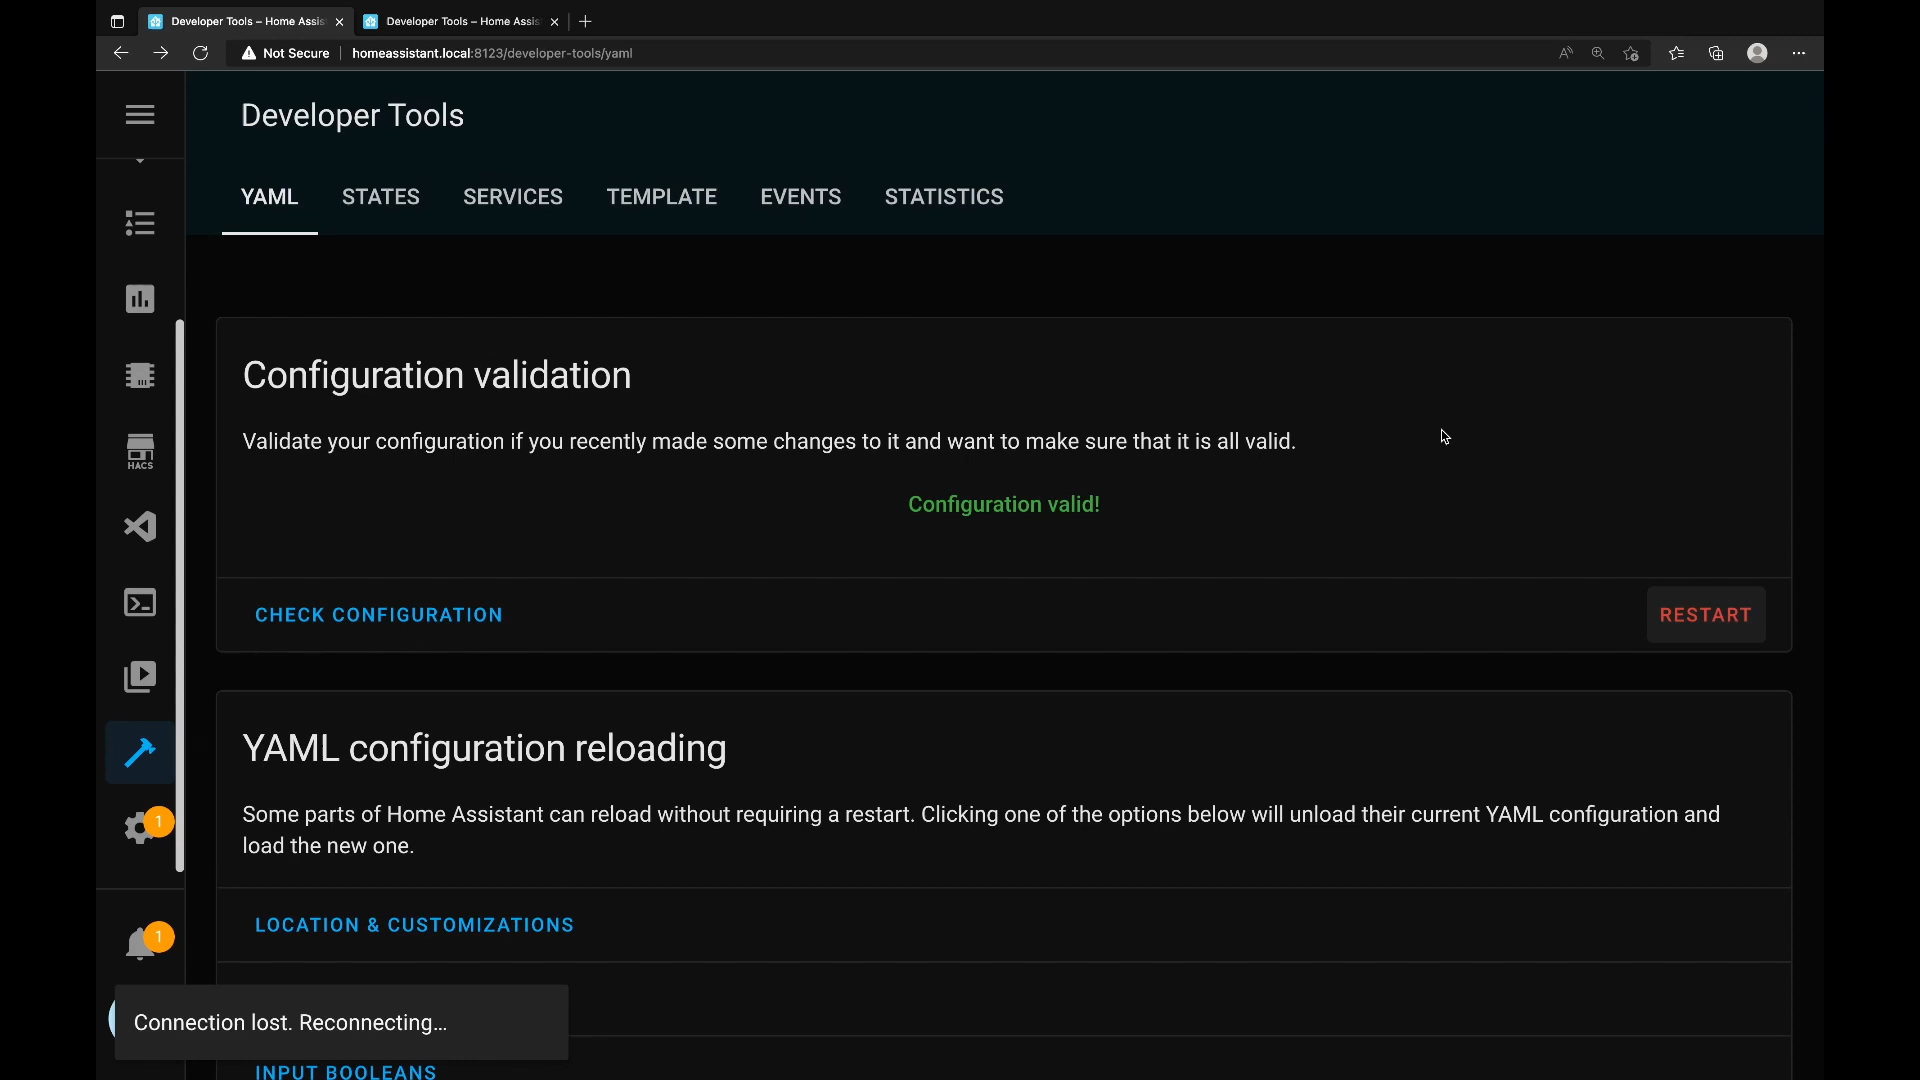 Developer Tools – Home Assis
Developer Tools – Home Assis
Not Secure
homeassistant.local:8123/developer-tools/yaml
Developer Tools
YAML
STATES
SERVICES
TEMPLATE
EVENTS
STATISTICS
Configuration validation
Validate your configuration if you recently made some changes to it and want to make sure that it is all valid.
Configuration valid!
HACS
CHECK CONFIGURATION
RESTART
YAML configuration reloading
Some parts of Home Assistant can reload without requiring a restart. Clicking one of the options below will unload their current YAML configuration and
load the new one.
1
LOCATION & CUSTOMIZATIONS
1
Connection lost. Reconnecting...
INPUT BOOLEANS